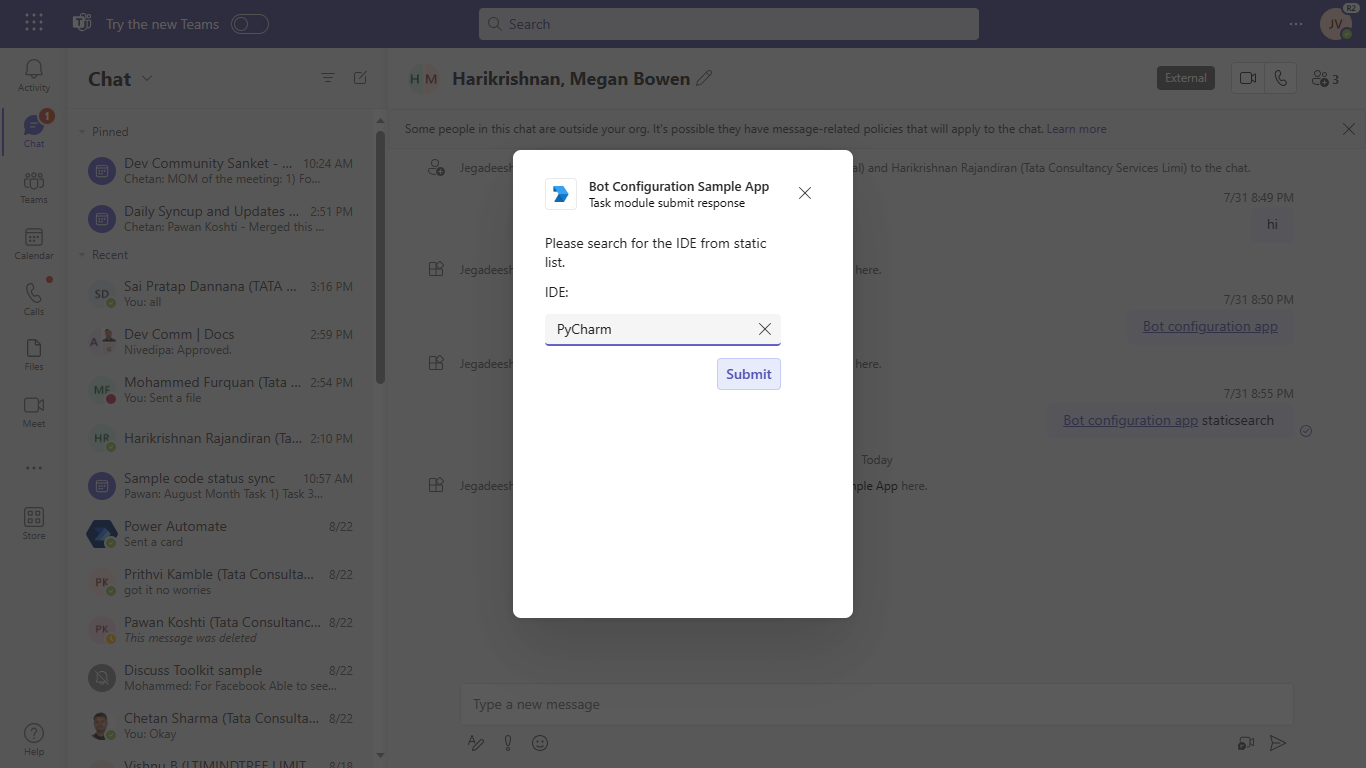 Try the new Teams
Search
R2
JV
Activity
1
Chat
Teams
Calendar
Calls
Files
Meet
Store
Help
Chat
Pinned
Dev Community Sanket - ... 10:24 AM
Chetan: MOM of the meeting: 1) Fo...
Daily Syncup and Updates ... 2:51 PM
Chetan: Pawan Koshti - Merged this ...
Recent
SD
Sai Pratap Dannana (TATA ... 3:16 PM
You: all
A
Dev Comm | Docs 2:59 PM
Nivedipa: Approved.
MF
Mohammed Furquan (Tata ... 2:54 PM
You: Sent a file
HR
Harikrishnan Rajandiran (Ta... 2:10 PM
Sample code status sync 10:57 AM
Pawan: August Month Task 1) Task 3...
Power Automate 8/22
Sent a card
PK
Prithvi Kamble (Tata Consulta... 8/22
got it no worries
PK
Pawan Koshti (Tata Consultanc... 8/22
This message was deleted
Discuss Toolkit sample 8/22
Mohammed: For Facebook Able to see...
Chetan Sharma (Tata Consulta... 8/22
You: Okay
Vishnu B (LTIMINDTREE LIMIT... 8/18
H M
Harikrishnan, Megan Bowen
External
3
Some people in this chat are outside your org. It's possible they have message-related policies that will apply to the chat. Learn more
Jegadeesh al) and Harikrishnan Rajandiran (Tata Consultancy Services Limi) to the chat.
7/31 8:49 PM
hi
Jegadeesh here.
7/31 8:50 PM
Bot configuration app
Jegadeesh here.
7/31 8:55 PM
Bot configuration app staticsearch
Today
Jegadeesh ple App here.
Type a new message
Bot Configuration Sample App
Task module submit response
Please search for the IDE from static
list.
IDE:
PyCharm
Submit